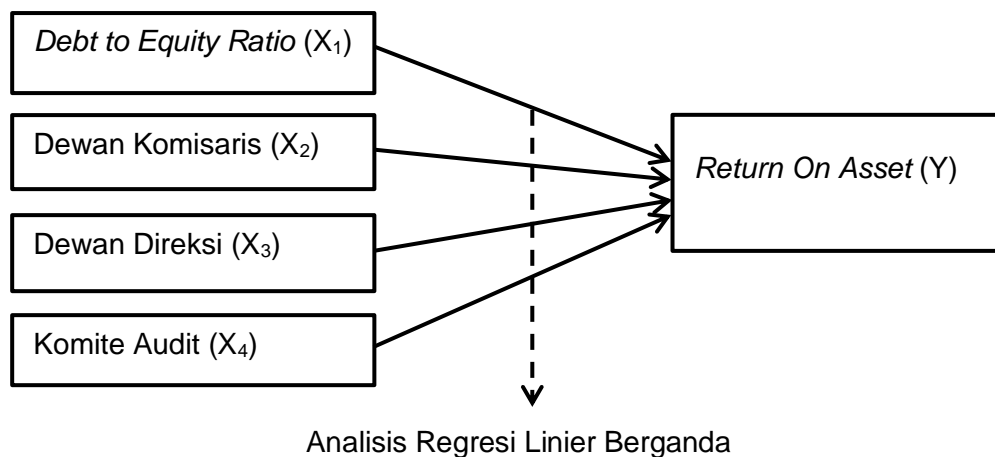 Debt to Equity Ratio (X₁)
Dewan Komisaris (X₂)
Return On Asset (Y)
Dewan Direksi (X₃)
Komite Audit (X₄)
Analisis Regresi Linier Berganda